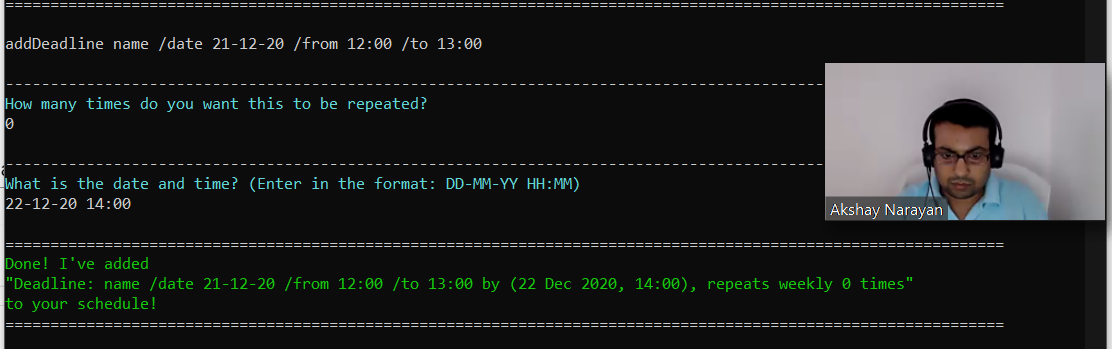 ====================================================================================================
addDeadline name /date 21-12-20 /from 12:00 /to 13:00
----------------------------------------------------------------------------------------------------
How many times do you want this to be repeated?
0
----------------------------------------------------------------------------------------------------
What is the date and time? (Enter in the format: DD-MM-YY HH:MM)
22-12-20 14:00
Akshay Narayan
====================================================================================================
Done! I've added
"Deadline: name /date 21-12-20 /from 12:00 /to 13:00 by (22 Dec 2020, 14:00), repeats weekly 0 times"
to your schedule!
====================================================================================================